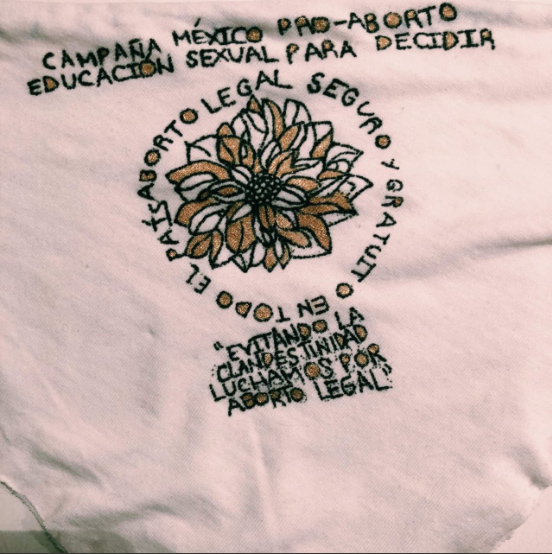 CAMPAÑA MÉXICO PRO-ABORTO
EDUCACIÓN SEXUAL PARA DECIDIR
ABORTO LEGAL SEGURO Y GRATUITO EN TODO EL PAÍS
"EVITANDO LA
CLANDESTINIDAD
LUCHAMOS POR
ABORTO LEGAL"